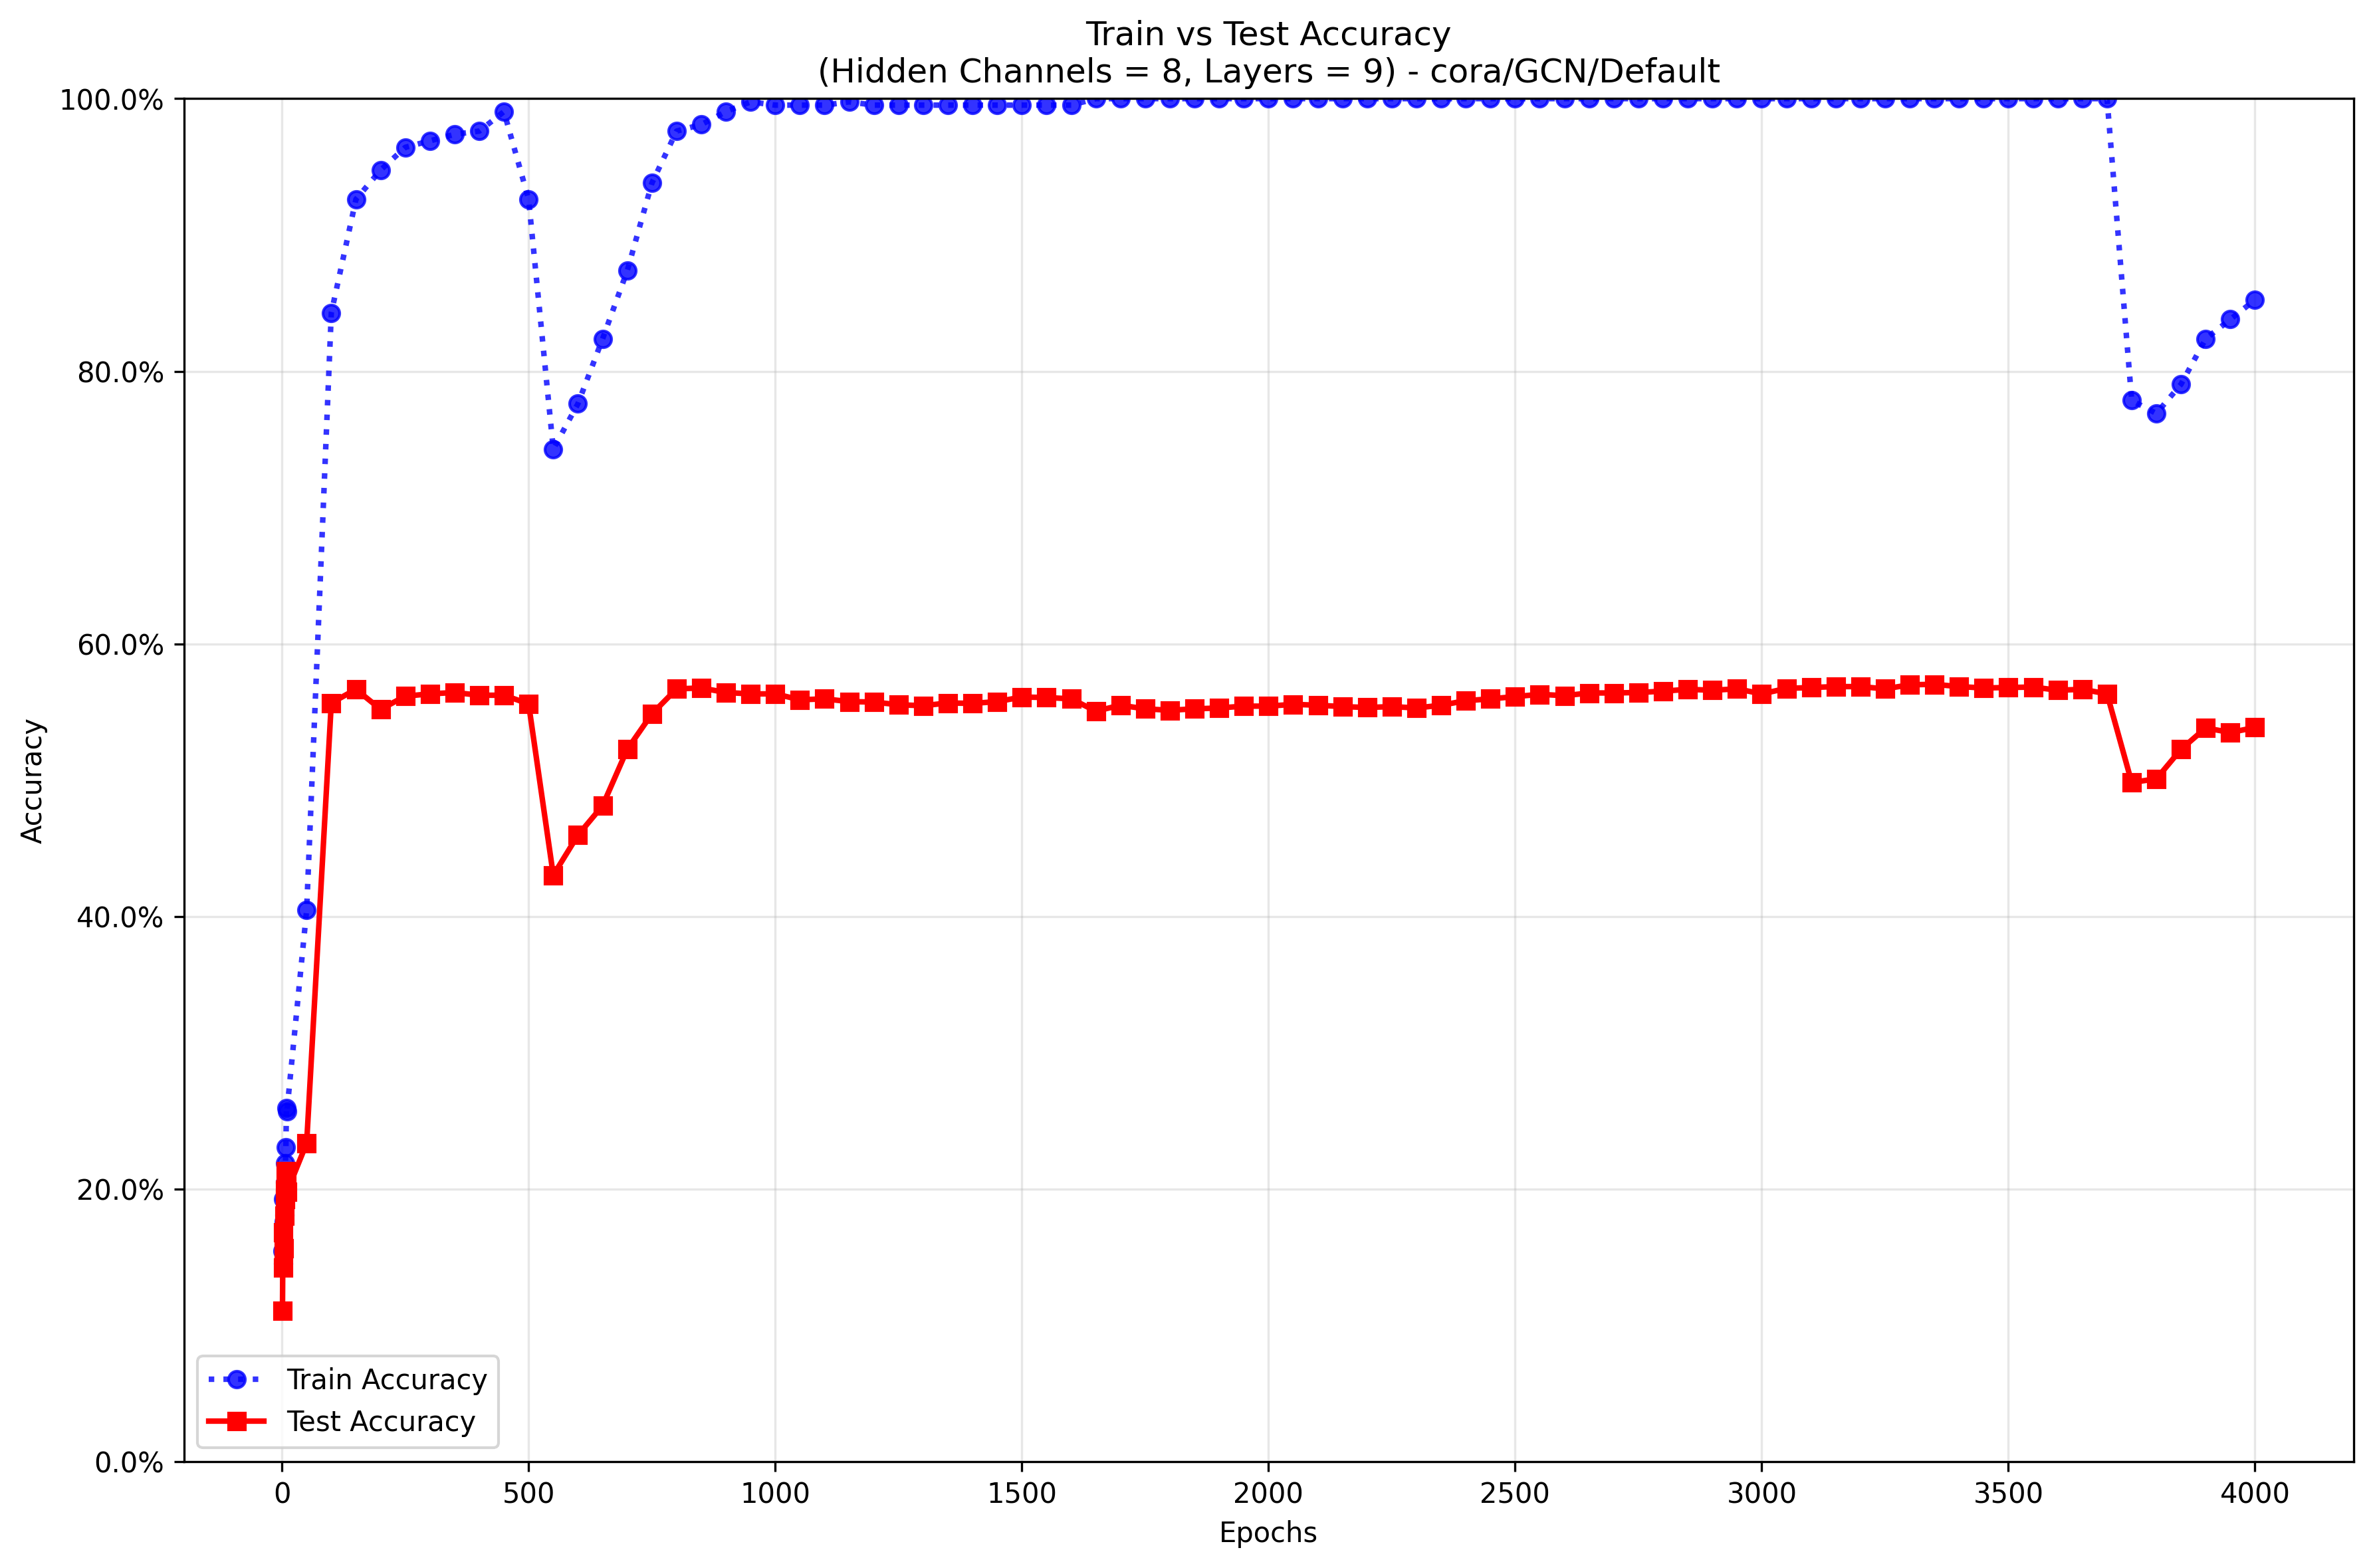 Train vs Test Accuracy
(Hidden Channels = 8, Layers = 9) - cora/GCN/Default
100.0%
80.0%
60.0%
40.0%
20.0%
0.0%
Accuracy
Train Accuracy
Test Accuracy
0 500 1000 1500 2000 2500 3000 3500 4000
Epochs